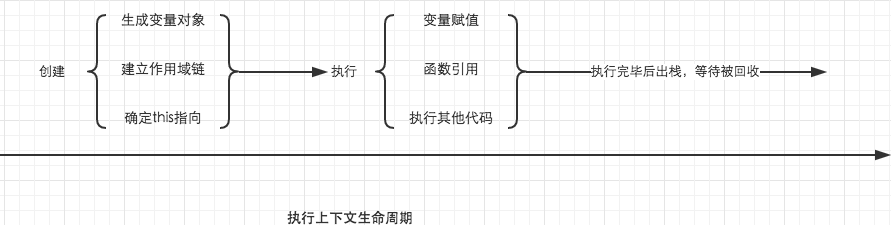 创建
生成变量对象
建立作用域链
确定this指向
执行
变量赋值
函数引用
执行其他代码
执行完毕后出栈，等待被回收
执行上下文生命周期